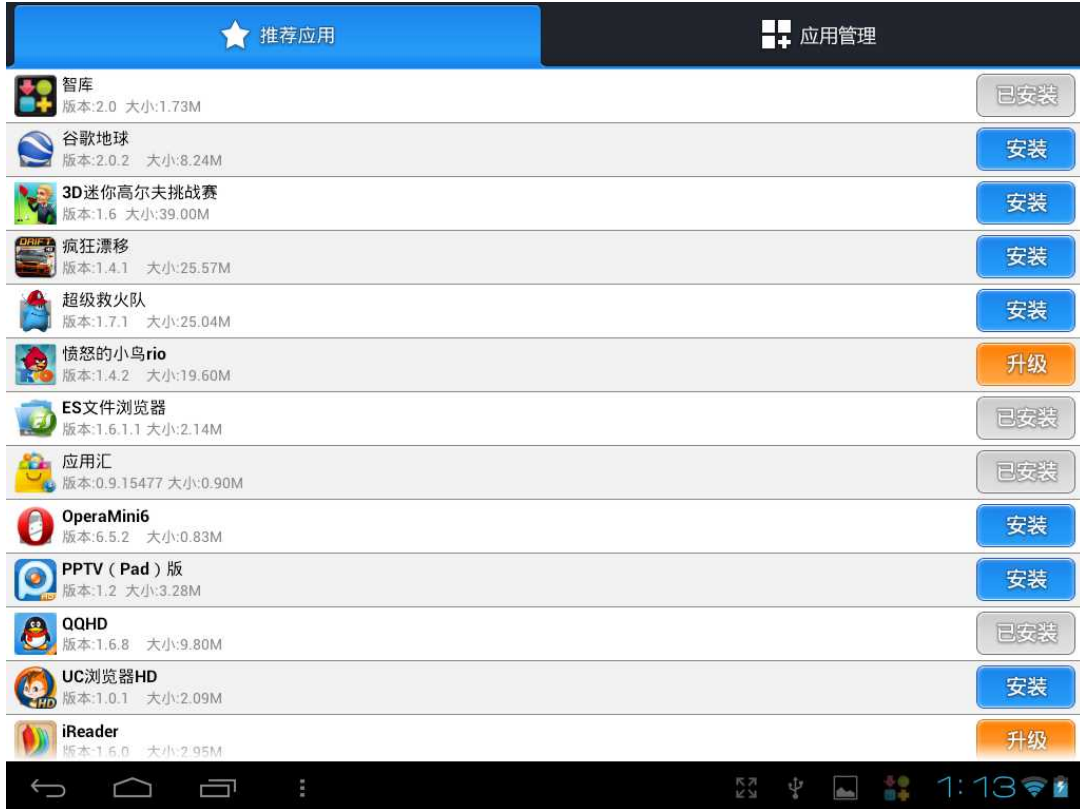 推荐应用
应用管理
智库
版本:2.0 大小:1.73M
已安装
谷歌地球
版本:2.0.2 大小:8.24M
安装
3D迷你高尔夫挑战赛
版本:1.6 大小:39.00M
安装
疯狂漂移
版本:1.4.1 大小:25.57M
安装
超级救火队
版本:1.7.1 大小:25.04M
安装
愤怒的小鸟rio
版本:1.4.2 大小:19.60M
升级
ES文件浏览器
版本:1.6.1.1 大小:2.14M
已安装
应用汇
版本:0.9.15477 大小:0.90M
已安装
OperaMini6
版本:6.5.2 大小:0.83M
安装
PPTV（Pad）版
版本:1.2 大小:3.28M
安装
QQHD
版本:1.6.8 大小:9.80M
已安装
UC浏览器HD
版本:1.0.1 大小:2.09M
安装
iReader
版本:1.6.0 大小:2.95M
升级
1:13